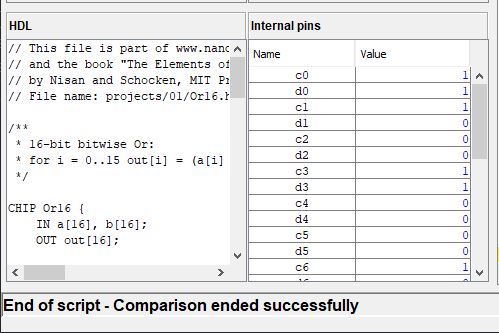 HDL
// This file is part of www.nand
// and the book "The Elements of
// by Nisan and Schocken, MIT Pr
// File name: projects/01/Or16.h
/**
 * 16-bit bitwise Or:
 * for i = 0..15 out[i] = (a[i]
 */
CHIP Or16 {
    IN a[16], b[16];
    OUT out[16];
Internal pins
Name Value
c0 1
d0 1
c1 1
d1 0
c2 0
d2 0
c3 1
d3 1
c4 0
d4 0
c5 0
d5 0
c6 1
End of script - Comparison ended successfully